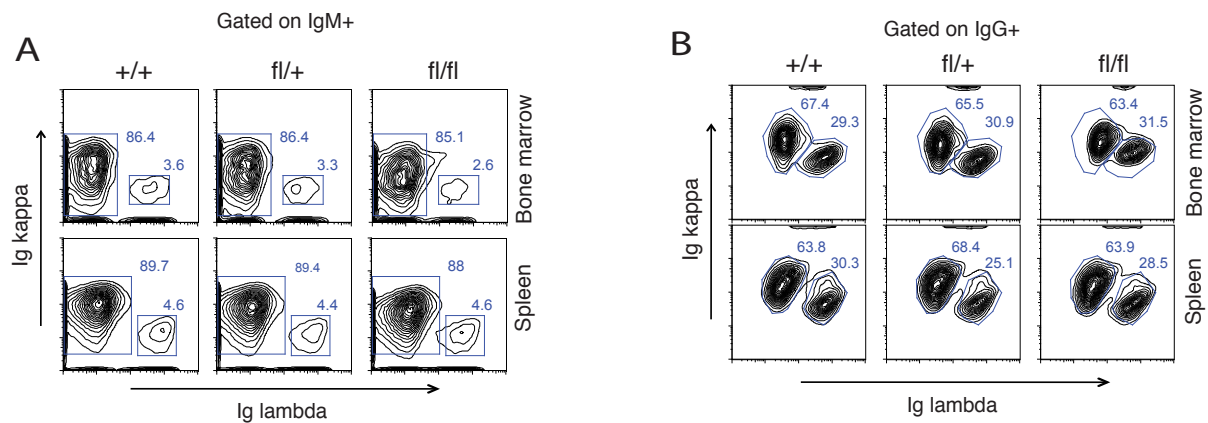 Gated on IgM+
A
+/+ fl/+ fl/fl
86.4 86.4 85.1
3.6 3.3 2.6
Bone marrow
89.7 89.4 88
4.6 4.4 4.6
Spleen
Ig kappa
Ig lambda
Gated on IgG+
B
+/+ fl/+ fl/fl
67.4 65.5 63.4
29.3 30.9 31.5
Bone marrow
63.8 68.4 63.9
30.3 25.1 28.5
Spleen
Ig kappa
Ig lambda